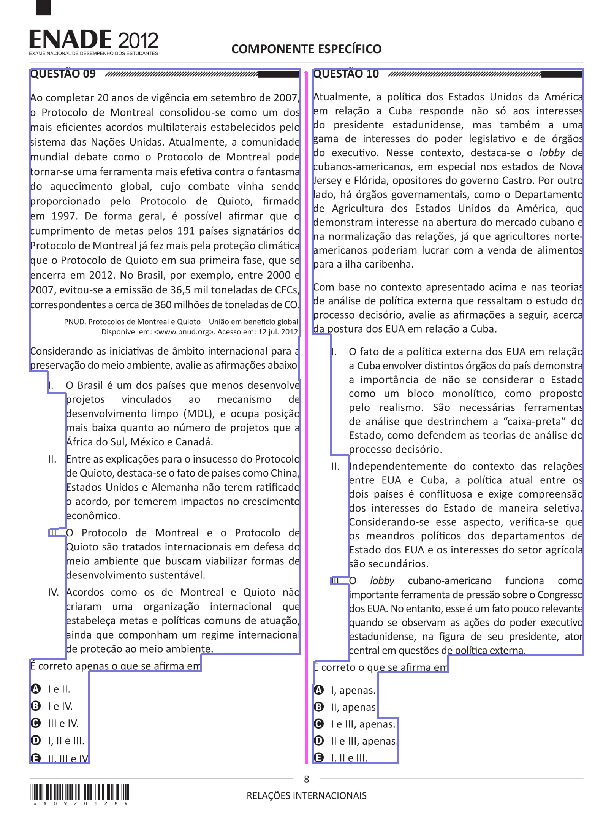 ENADE 2012
EXAME NACIONAL DE DESEMPENHO DOS ESTUDANTES
COMPONENTE ESPECÍFICO
QUESTÃO 09
Ao completar 20 anos de vigência em setembro de 2007,
o Protocolo de Montreal consolidou-se como um dos
mais eficientes acordos multilaterais estabelecidos pelo
sistema das Nações Unidas. Atualmente, a comunidade
mundial debate como o Protocolo de Montreal pode
tornar-se uma ferramenta mais efetiva contra o fantasma
do aquecimento global, cujo combate vinha sendo
proporcionado pelo Protocolo de Quioto, firmado
em 1997. De forma geral, é possível afirmar que o
cumprimento de metas pelos 191 países signatários do
Protocolo de Montreal já fez mais pela proteção climática
que o Protocolo de Quioto em sua primeira fase, que se
encerra em 2012. No Brasil, por exemplo, entre 2000 e
2007, evitou-se a emissão de 36,5 mil toneladas de CFCs,
correspondentes a cerca de 360 milhões de toneladas de CO
PNUD. Protocolos de Montreal e Quioto – União em benefício global.
Disponível em: <www.pnud.org>. Acesso em: 12 jul. 2012.
Considerando as iniciativas de âmbito internacional para a
preservação do meio ambiente, avalie as afirmações abaixo
I. O Brasil é um dos países que menos desenvolve
projetos vinculados ao mecanismo de
desenvolvimento limpo (MDL), e ocupa posição
mais baixa quanto ao número de projetos que a
África do Sul, México e Canadá.
II. Entre as explicações para o insucesso do Protocolo
de Quioto, destaca-se o fato de países como China,
Estados Unidos e Alemanha não terem ratificado
o acordo, por temerem impactos no crescimento
econômico.
III. O Protocolo de Montreal e o Protocolo de
Quioto são tratados internacionais em defesa do
meio ambiente que buscam viabilizar formas de
desenvolvimento sustentável.
IV. Acordos como os de Montreal e Quioto não
criaram uma organização internacional que
estabeleça metas e políticas comuns de atuação,
ainda que componham um regime internacional
de proteção ao meio ambiente.
É correto apenas o que se afirma em
A I e II.
B I e IV.
C III e IV.
D I, II e III.
E II, III e IV
QUESTÃO 10
Atualmente, a política dos Estados Unidos da América
em relação a Cuba responde não só aos interesses
do presidente estadunidense, mas também a uma
gama de interesses do poder legislativo e de órgãos
do executivo. Nesse contexto, destaca-se o lobby de
cubanos-americanos, em especial nos estados de Nova
Jersey e Flórida, opositores do governo Castro. Por outro
lado, há órgãos governamentais, como o Departamento
de Agricultura dos Estados Unidos da América, que
demonstram interesse na abertura do mercado cubano e
na normalização das relações, já que agricultores norte-
americanos poderiam lucrar com a venda de alimentos
para a ilha caribenha.
Com base no contexto apresentado acima e nas teorias
de análise de política externa que ressaltam o estudo do
processo decisório, avalie as afirmações a seguir, acerca
da postura dos EUA em relação a Cuba.
I. O fato de a política externa dos EUA em relação
a Cuba envolver distintos órgãos do país demonstra
a importância de não se considerar o Estado
como um bloco monolítico, como proposto
pelo realismo. São necessárias ferramentas
de análise que destrinchem a “caixa-preta” do
Estado, como defendem as teorias de análise do
processo decisório.
II. Independentemente do contexto das relações
entre EUA e Cuba, a política atual entre os
dois países é conflituosa e exige compreensão
dos interesses do Estado de maneira seletiva.
Considerando-se esse aspecto, verifica-se que
os meandros políticos dos departamentos de
Estado dos EUA e os interesses do setor agrícola
são secundários.
III. O lobby cubano-americano funciona como
importante ferramenta de pressão sobre o Congresso
dos EUA. No entanto, esse é um fato pouco relevante
quando se observam as ações do poder executivo
estadunidense, na figura de seu presidente, ator
central em questões de política externa.
É correto o que se afirma em
A I, apenas.
B II, apenas
C I e III, apenas.
D II e III, apenas.
E I, II e III.
8
RELAÇÕES INTERNACIONAIS